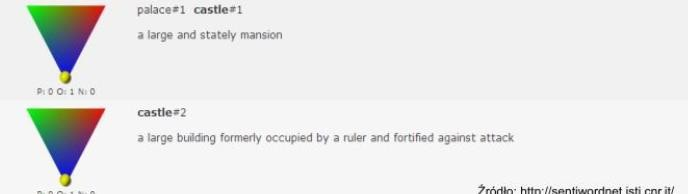 palace#1 castle#1
a large and stately mansion
P: 0 O: 1 N: 0
castle#2
a large building formerly occupied by a ruler and fortified against attack
P: 0 O: 1 N: 0
Źródło: http://sentiwordnet.isti.cnr.it/